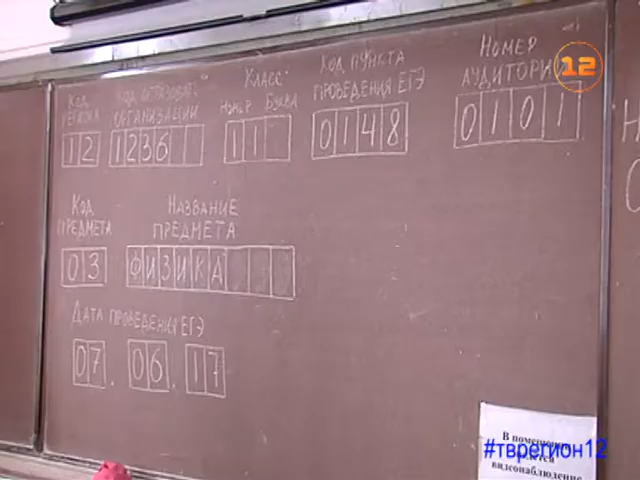 Код региона
12
Код образоват. организации
1236
Класс
Номер Буква
11
Код пункта проведения ЕГЭ
0148
Номер аудитории
0101
12
Код предмета
03
Название предмета
ФИЗИКА
Дата проведения ЕГЭ
07.06.17
В помещении
ведется
видеонаблюдение
#тврегион12